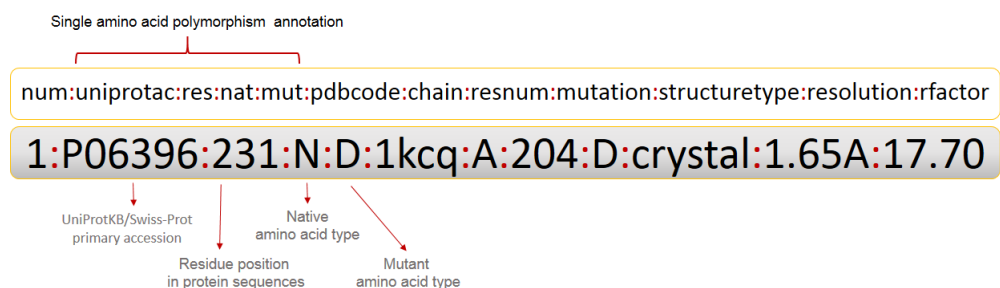 Single amino acid polymorphism annotation
num:uniprotac:res:nat:mut:pdbcode:chain:resnum:mutation:structuretype:resolution:rfactor
1:P06396:231:N:D:1kcq:A:204:D:crystal:1.65A:17.70
UniProtKB/Swiss-Prot
primary accession
Native
amino acid type
Residue position
in protein sequences
Mutant
amino acid type